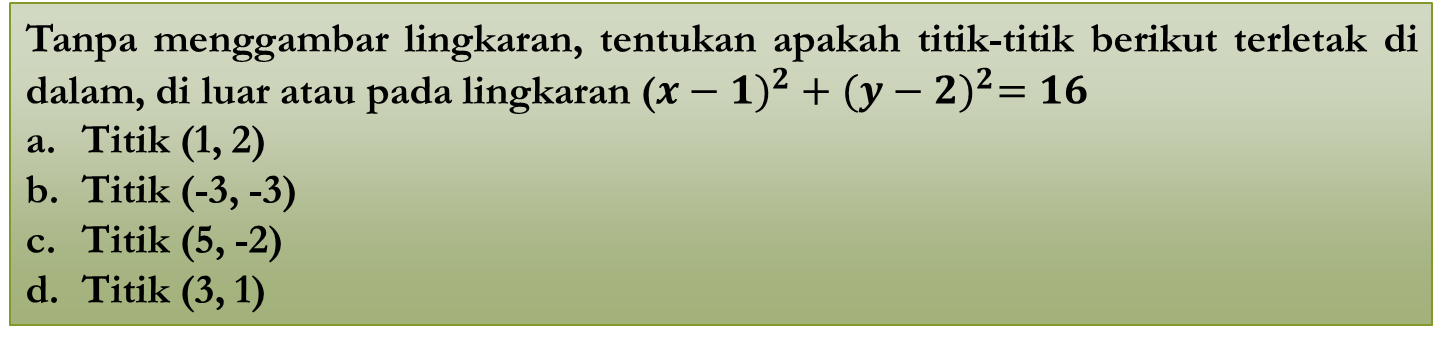 Tanpa menggambar lingkaran, tentukan apakah titik-titik berikut terletak di
dalam, di luar atau pada lingkaran (x − 1)² + (y − 2)²= 16
a. Titik (1, 2)
b. Titik (-3, -3)
c. Titik (5, -2)
d. Titik (3, 1)